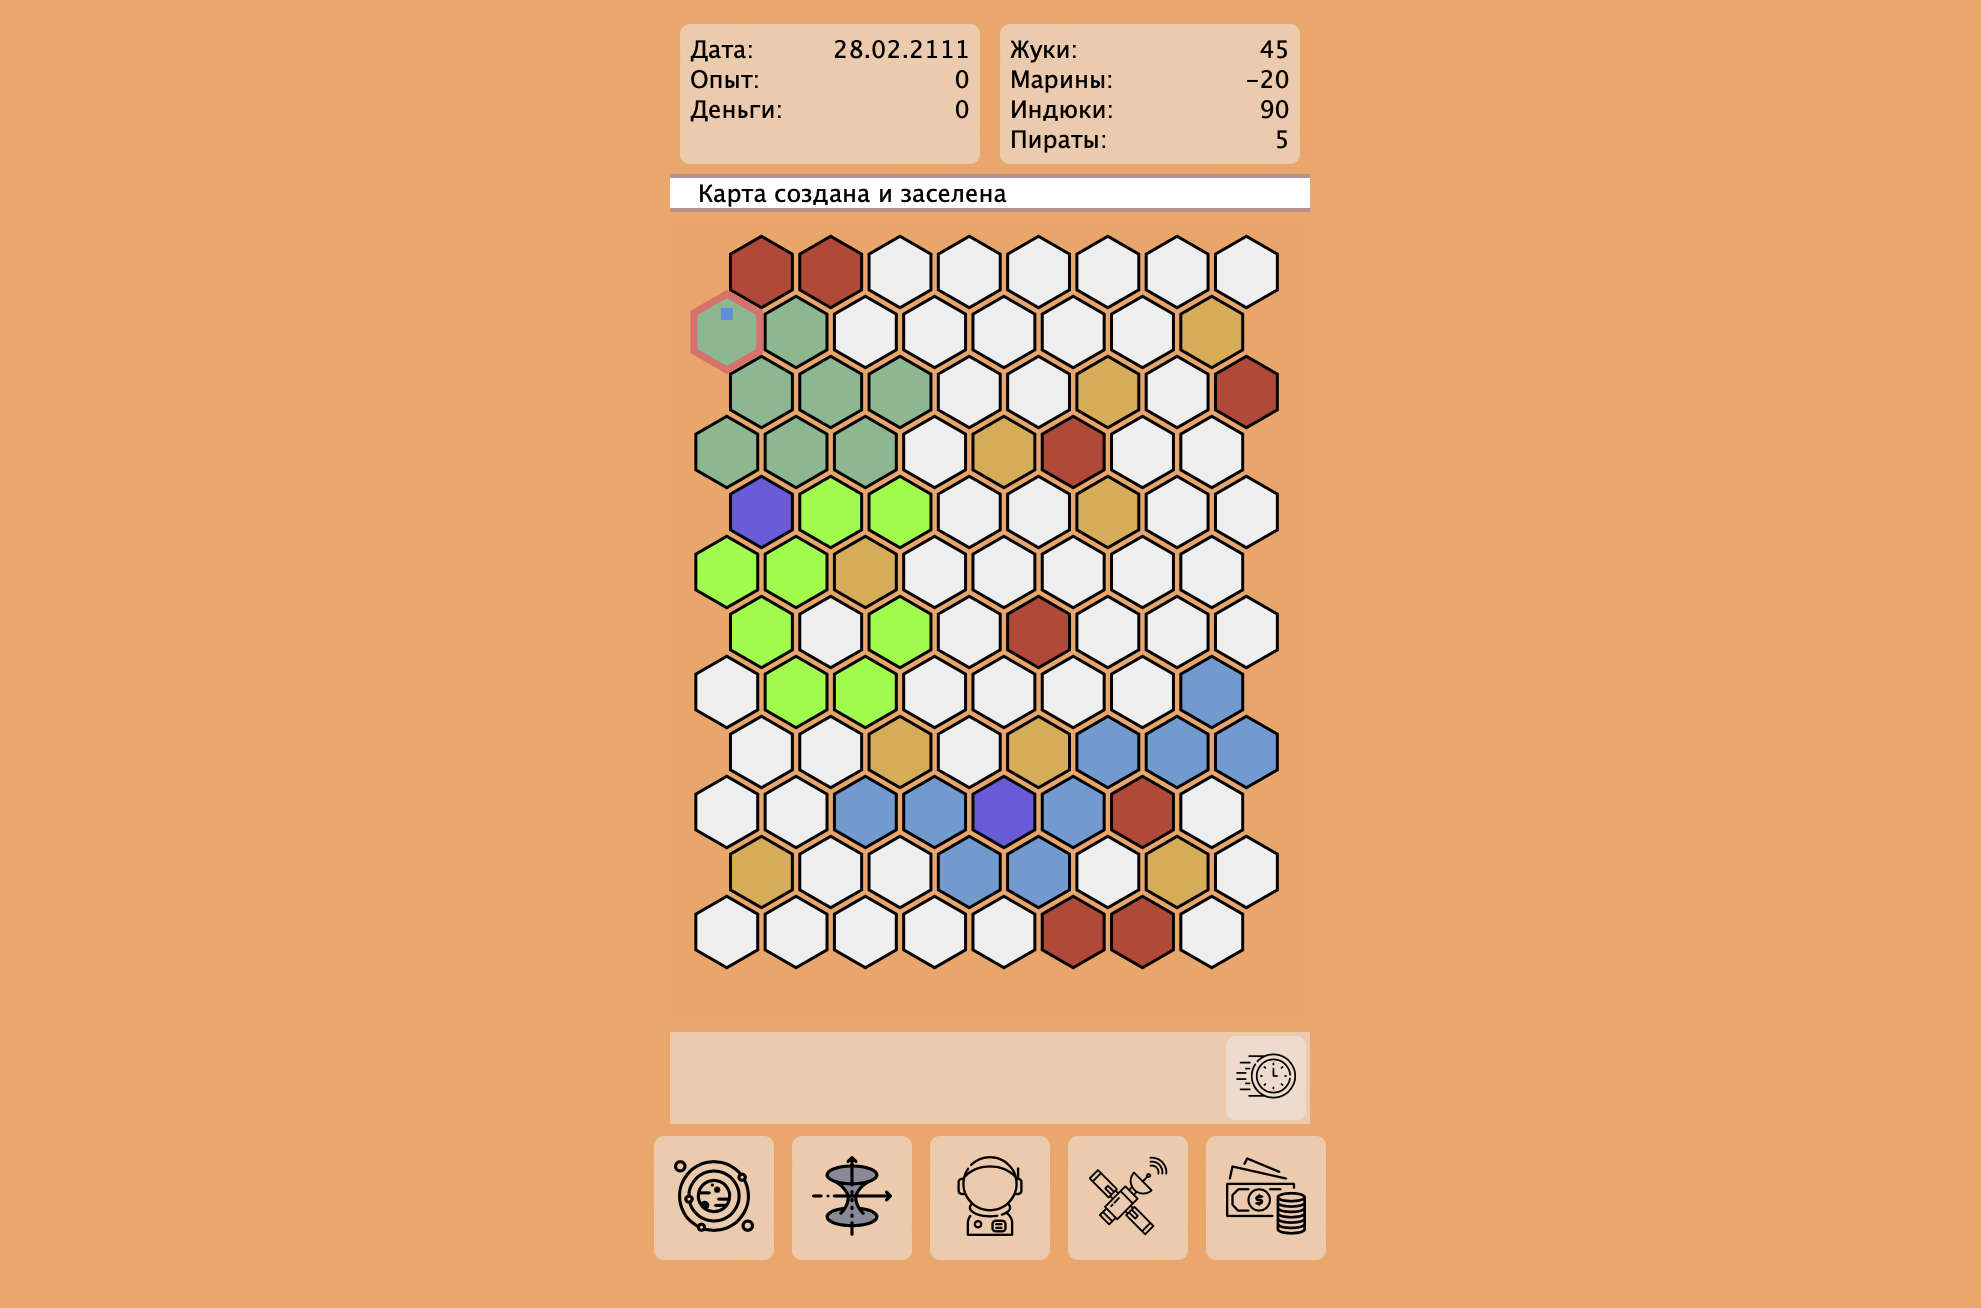 Дата: 28.02.2111
Опыт: 0
Деньги: 0
Жуки: 45
Марины: -20
Индюки: 90
Пираты: 5
Карта создана и заселена
$